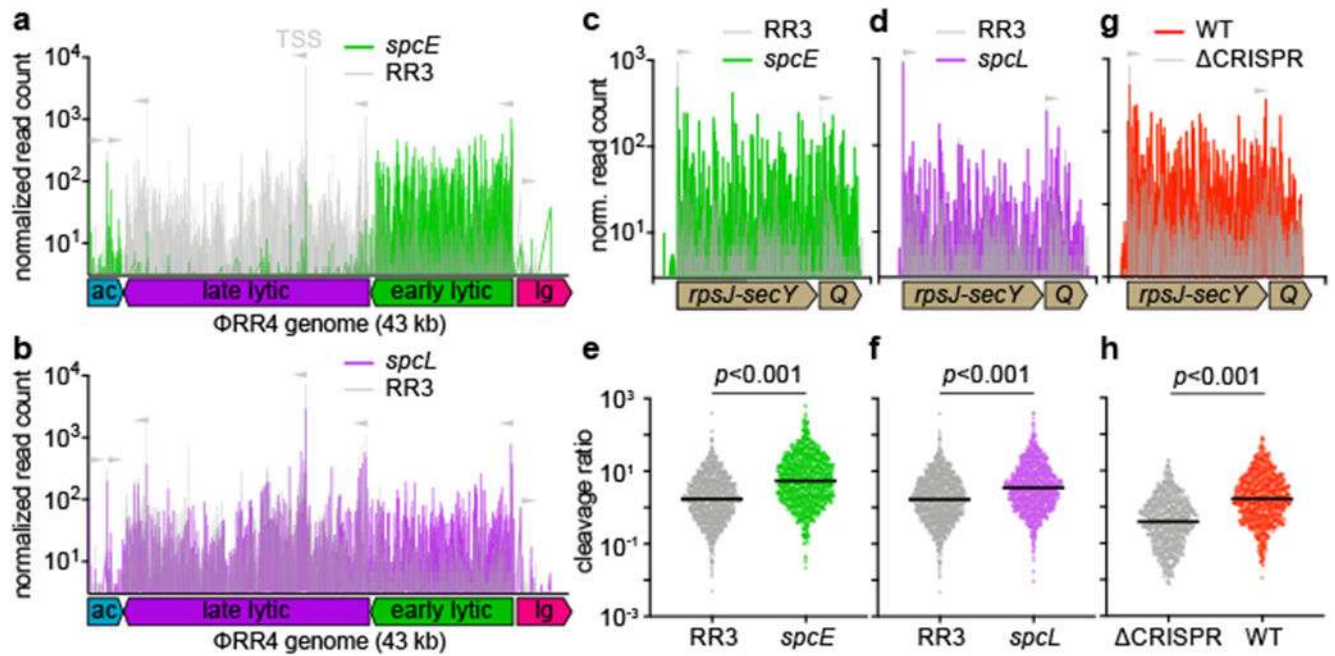 a
TSS
spcE
RR3
normalized read count
10⁴
10³
10²
10¹
ac
late lytic
early lytic
lg
ΦRR4 genome (43 kb)
b
spcL
RR3
normalized read count
10⁴
10³
10²
10¹
ac
late lytic
early lytic
lg
ΦRR4 genome (43 kb)
c
RR3
spcE
norm. read count
10³
10²
10¹
rpsJ-secY
Q
d
RR3
spcL
rpsJ-secY
Q
g
WT
ΔCRISPR
rpsJ-secY
Q
e
p<0.001
cleavage ratio
10³
10¹
10⁻¹
10⁻³
RR3
spcE
f
p<0.001
RR3
spcL
h
p<0.001
ΔCRISPR
WT